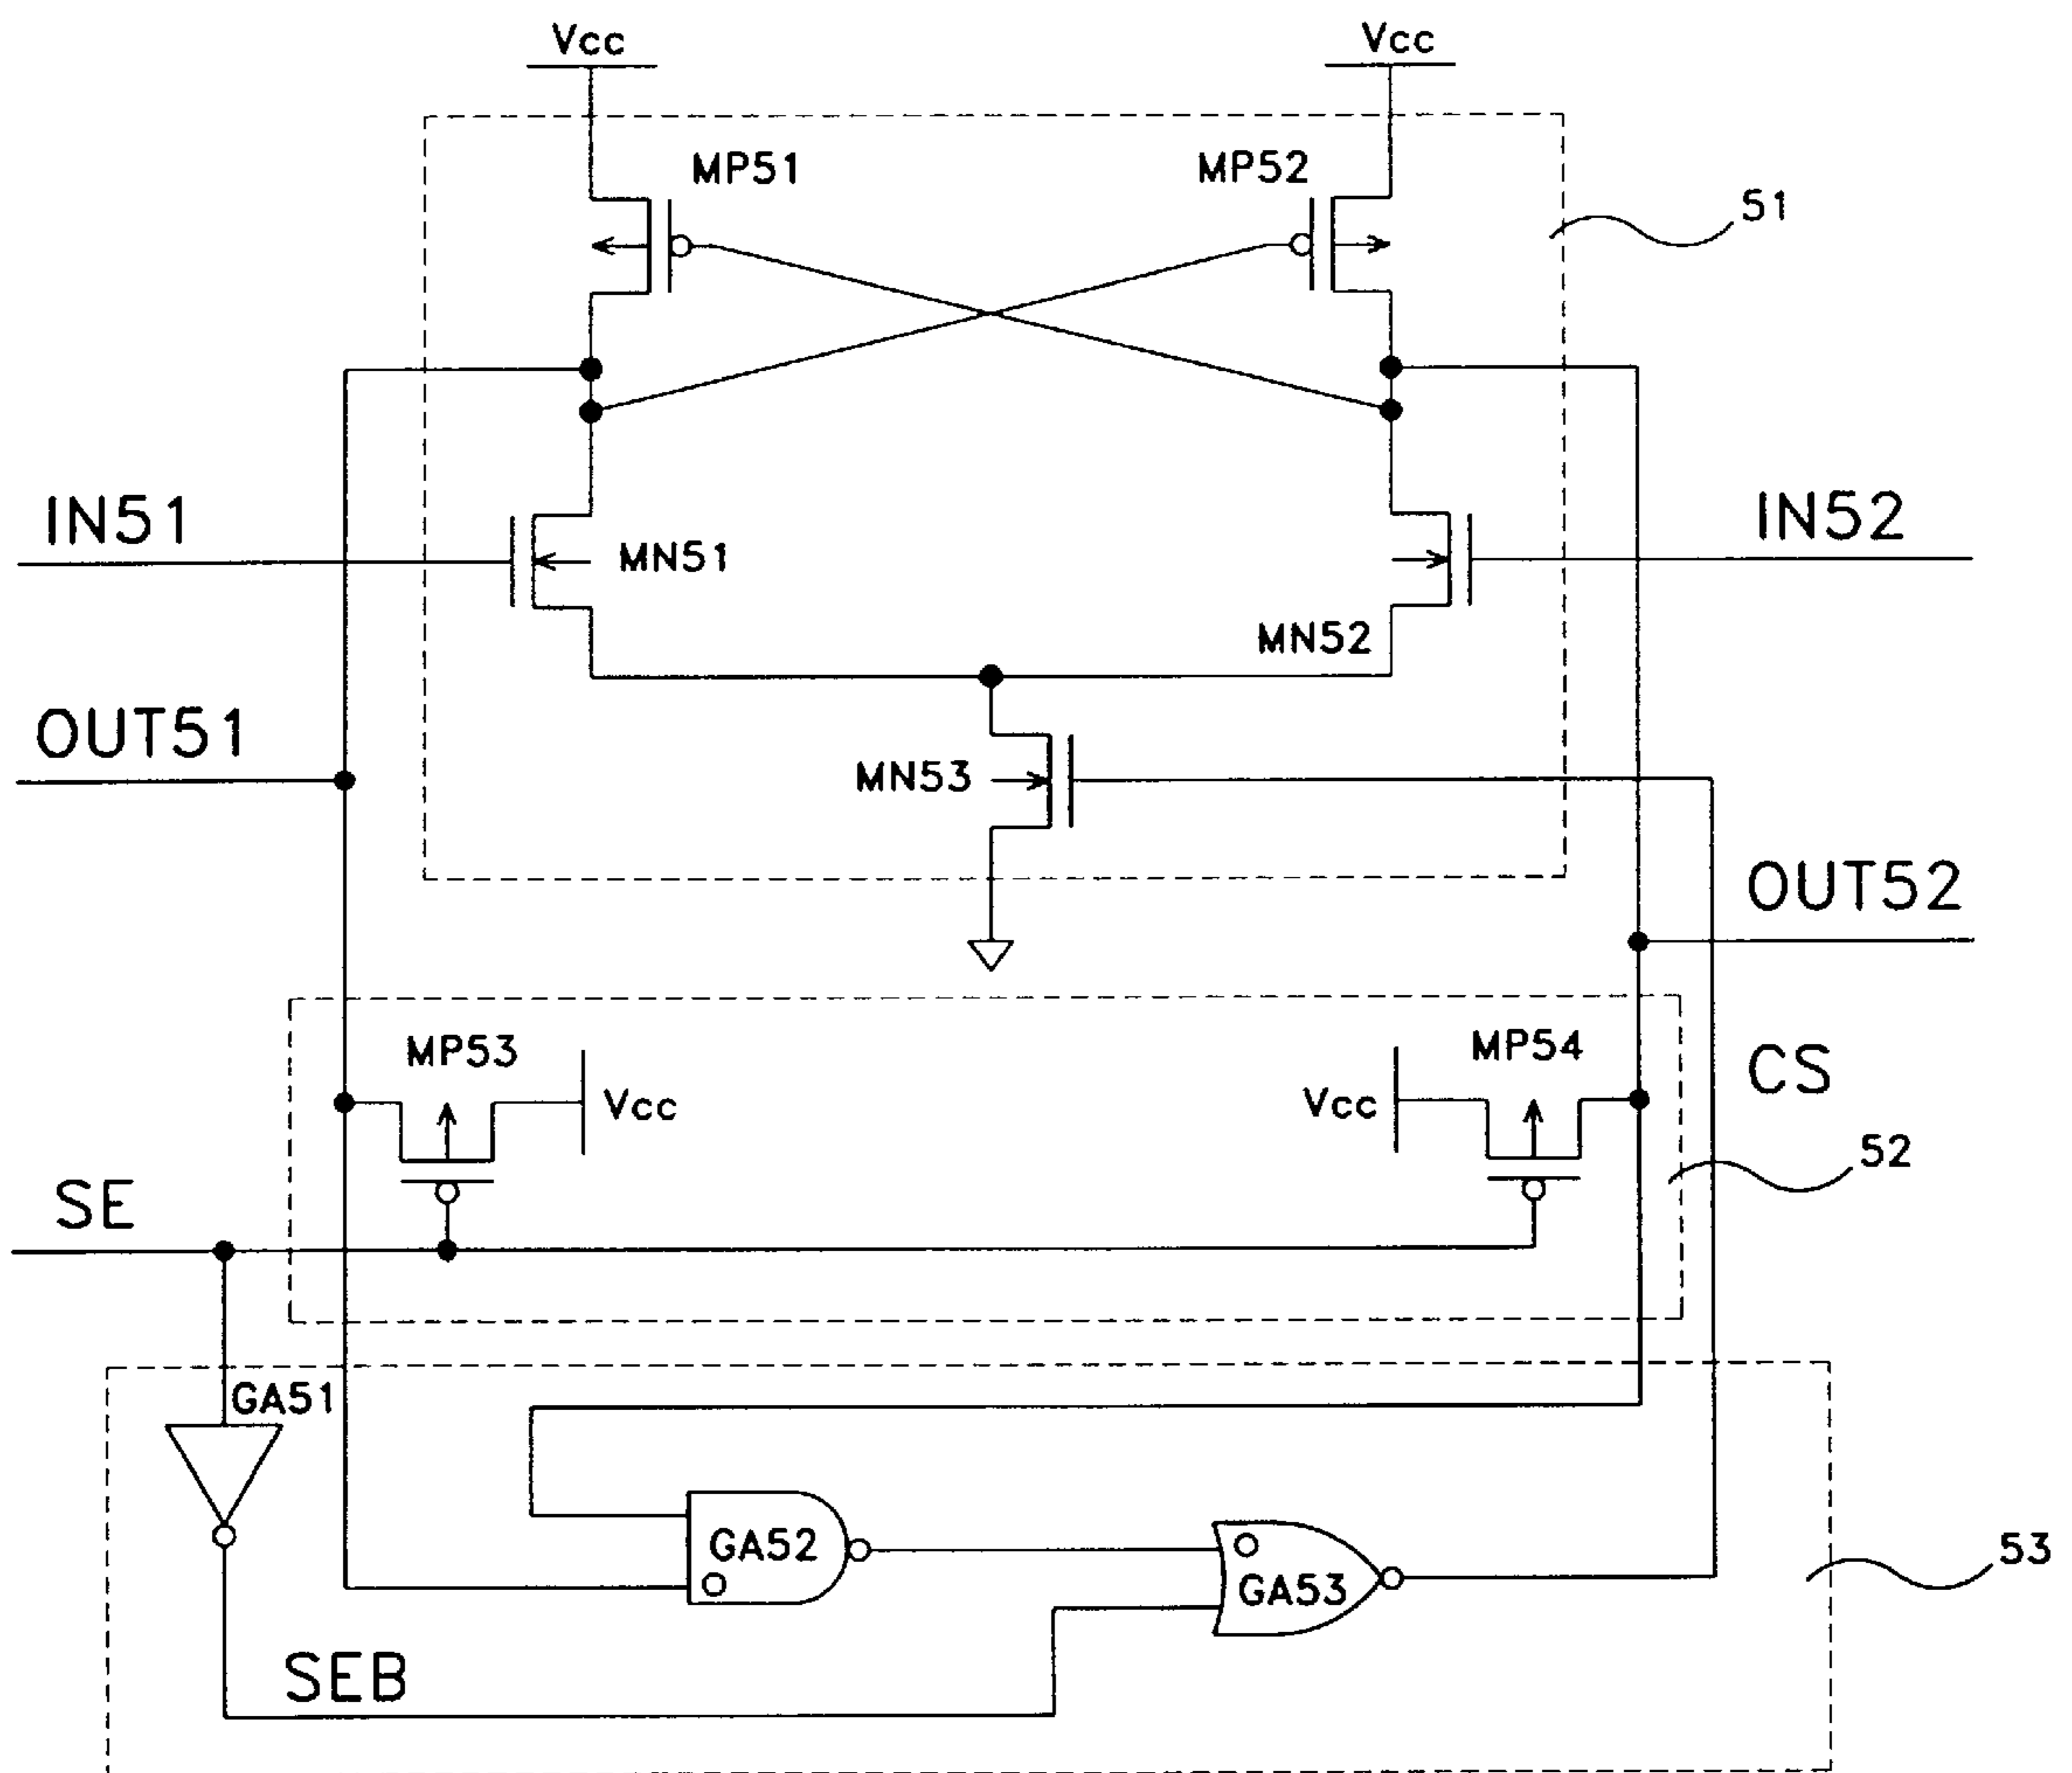 Vcc
Vcc
MP51
MP52
51
IN51
MN51
IN52
MN52
OUT51
MN53
OUT52
MP53
MP54
CS
Vcc
Vcc
52
SE
GA51
GA52
GA53
53
SEB